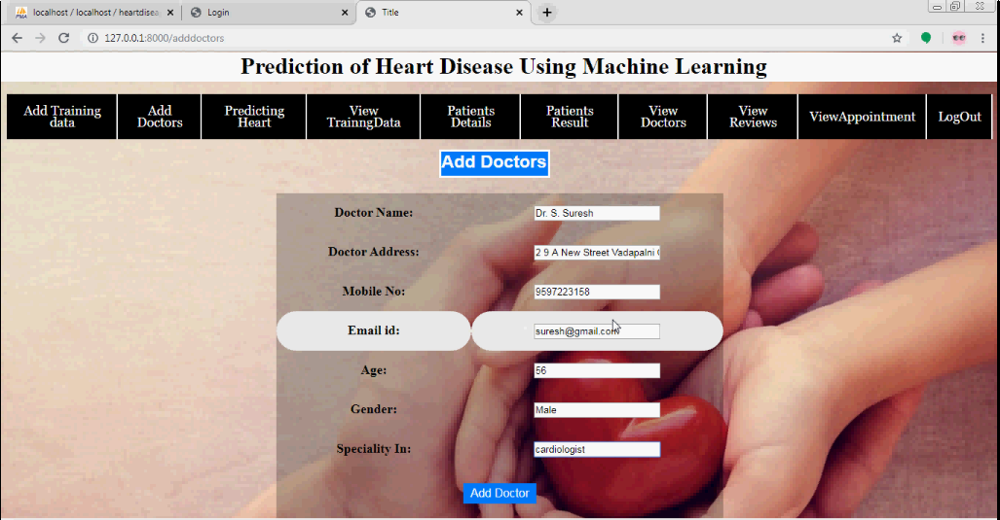 localhost / localhost / heartdisea
Login
Title
127.0.0.1:8000/adddoctors
Prediction of Heart Disease Using Machine Learning
Add Training
data
Add
Doctors
Predicting
Heart
View
TrainngData
Patients
Details
Patients
Result
View
Doctors
View
Reviews
ViewAppointment
LogOut
Add Doctors
Doctor Name: Dr. S. Suresh
Doctor Address: 2 9 A New Street Vadapalni
Mobile No: 9597223158
Email id: suresh@gmail.com
Age: 56
Gender: Male
Speciality In: cardiologist
Add Doctor